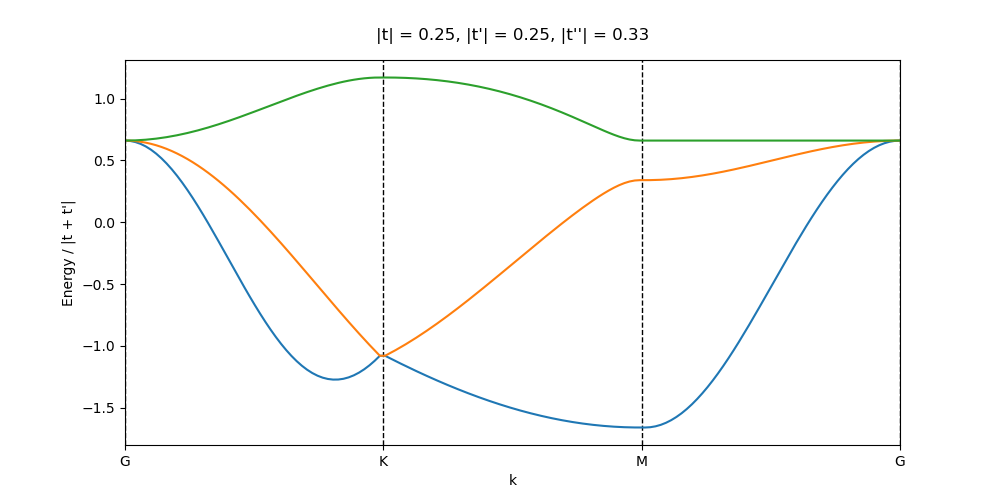 |t| = 0.25, |t'| = 0.25, |t''| = 0.33
1.0
0.5
0.0
−0.5
−1.0
−1.5
Energy / |t + t'|
G K M G
k